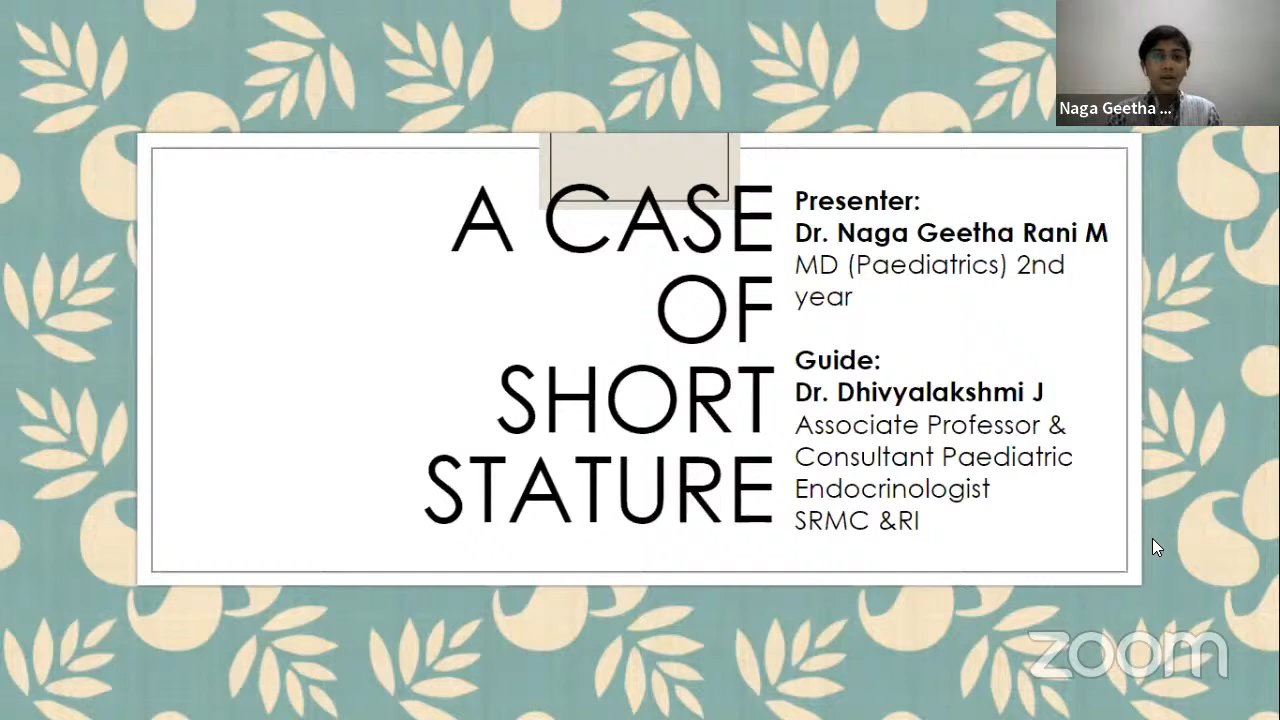 Naga Geetha ...
A CASE
OF
SHORT
STATURE
Presenter:
Dr. Naga Geetha Rani M
MD (Paediatrics) 2nd
year
Guide:
Dr. Dhivyalakshmi J
Associate Professor &
Consultant Paediatric
Endocrinologist
SRMC &RI
zoom